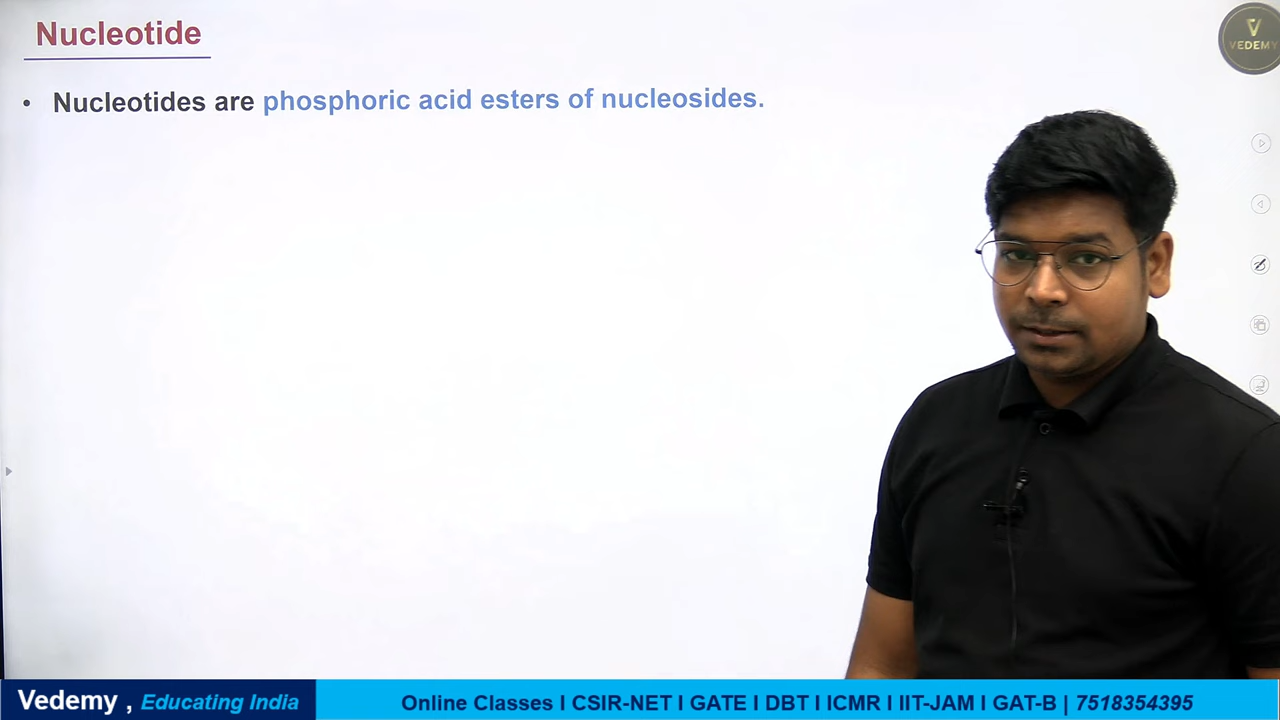 Nucleotide
VEDEMY
• Nucleotides are phosphoric acid esters of nucleosides.
Vedemy , Educating India
Online Classes I CSIR-NET I GATE I DBT I ICMR I IIT-JAM I GAT-B | 7518354395